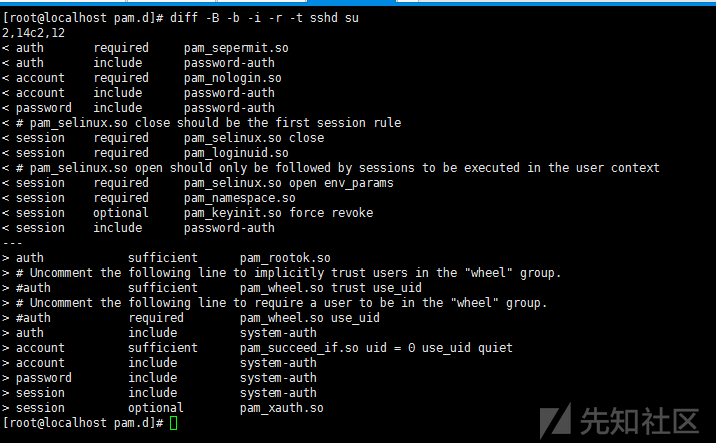 [root@localhost pam.d]# diff -B -b -i -r -t sshd su
2,14c2,12
< auth       required     pam_sepermit.so
< auth       include      password-auth
< account    required     pam_nologin.so
< account    include      password-auth
< password   include      password-auth
< # pam_selinux.so close should be the first session rule
< session    required     pam_selinux.so close
< session    required     pam_loginuid.so
< # pam_selinux.so open should only be followed by sessions to be executed in the user context
< session    required     pam_selinux.so open env_params
< session    required     pam_namespace.so
< session    optional     pam_keyinit.so force revoke
< session    include      password-auth
---
> auth            sufficient      pam_rootok.so
> # Uncomment the following line to implicitly trust users in the "wheel" group.
> #auth           sufficient      pam_wheel.so trust use_uid
> # Uncomment the following line to require a user to be in the "wheel" group.
> #auth           required        pam_wheel.so use_uid
> auth            include         system-auth
> account         sufficient      pam_succeed_if.so uid = 0 use_uid quiet
> account         include         system-auth
> password        include         system-auth
> session         include         system-auth
> session         optional        pam_xauth.so
[root@localhost pam.d]#
先知社区